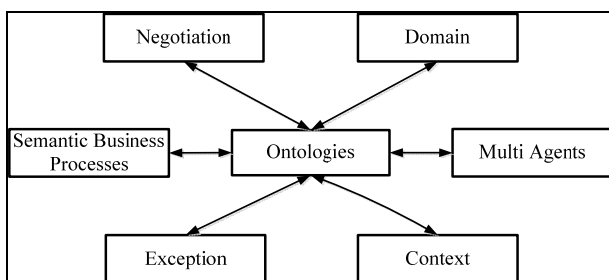 Negotiation
Domain
Semantic Business
Processes
Ontologies
Multi Agents
Exception
Context